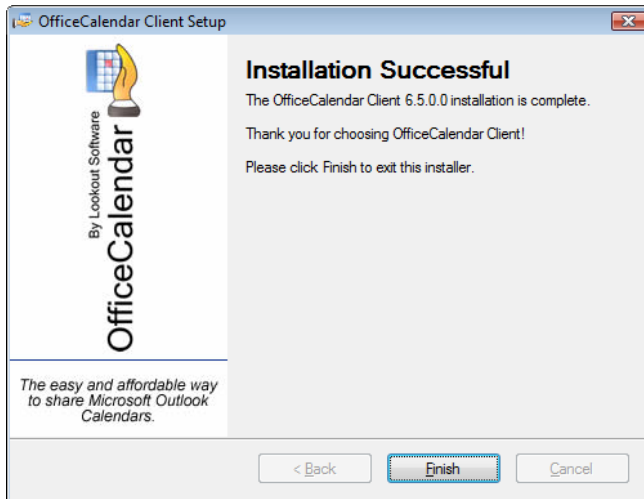 OfficeCalendar Client Setup
By Lookout Software
OfficeCalendar
The easy and affordable way
to share Microsoft Outlook
Calendars.
Installation Successful
The OfficeCalendar Client 6.5.0.0 installation is complete.
Thank you for choosing OfficeCalendar Client!
Please click Finish to exit this installer.
< Back
Finish
Cancel